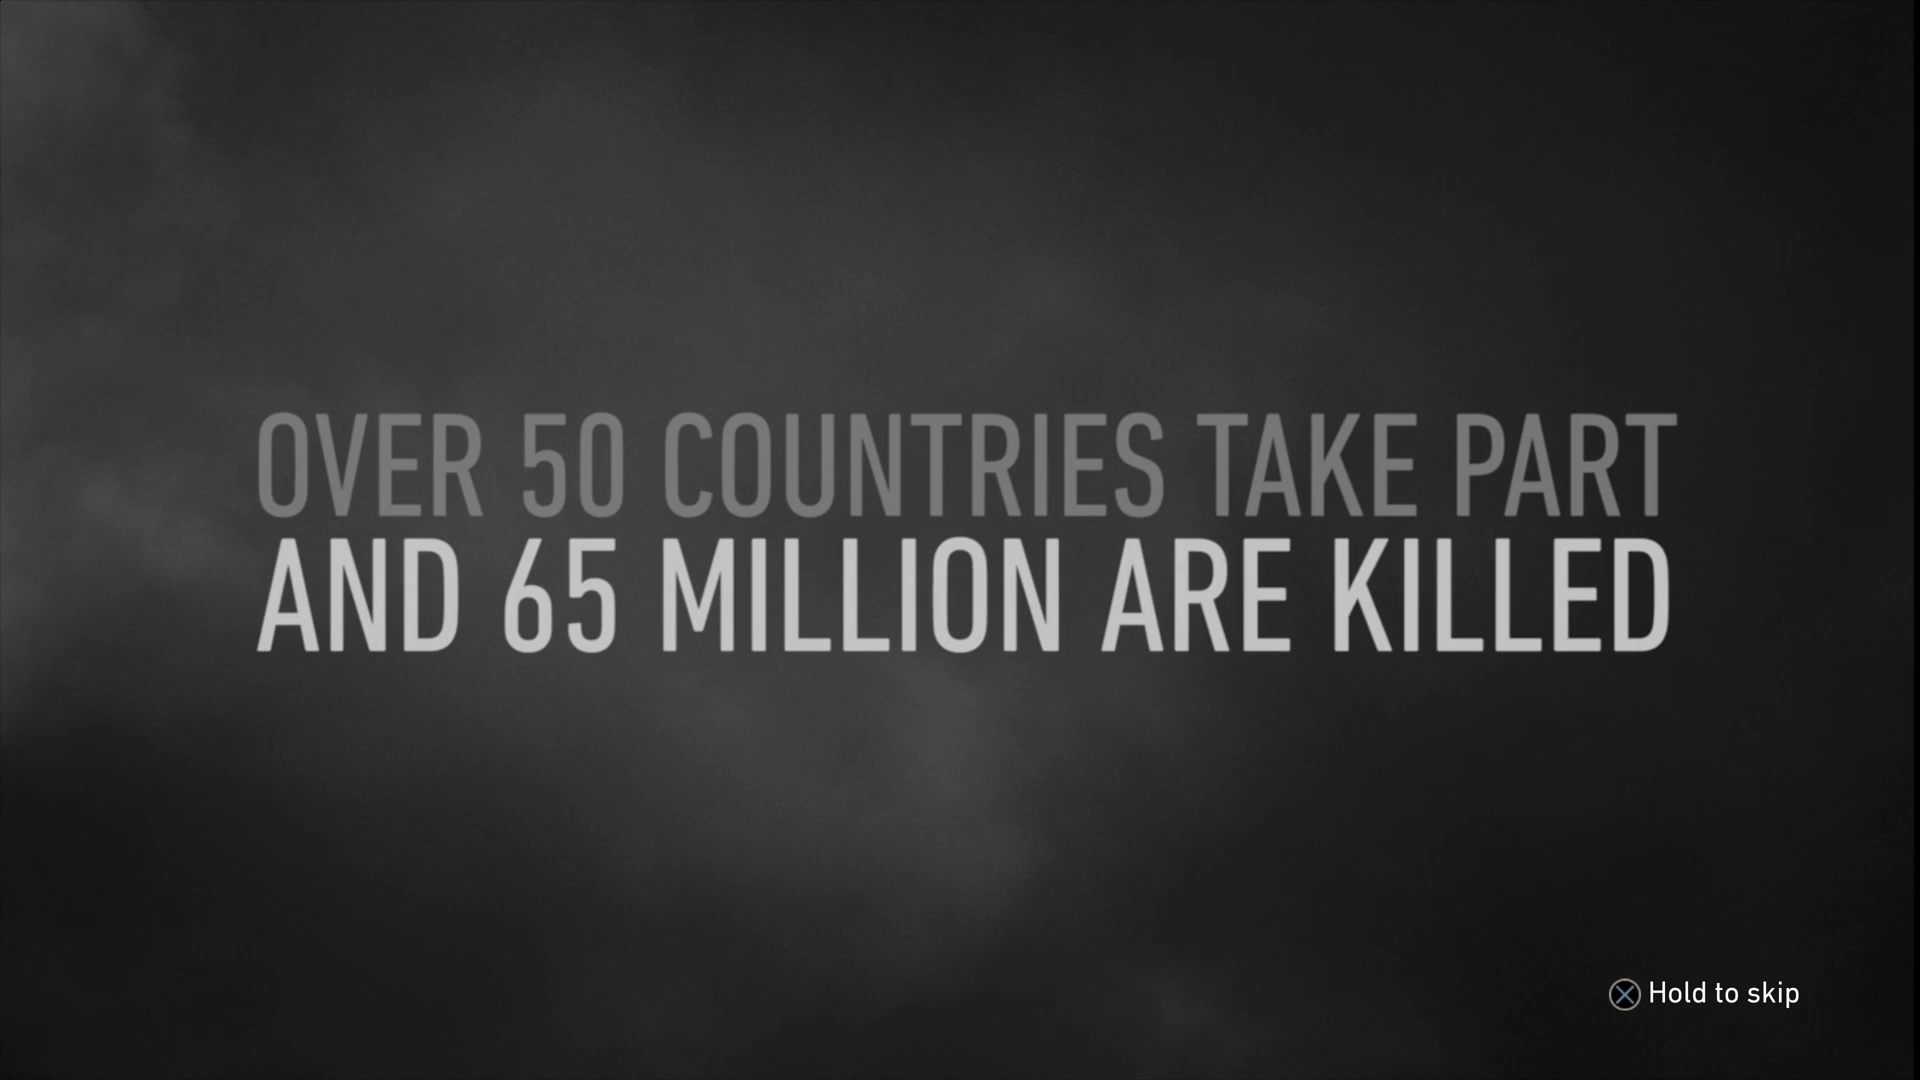 OVER 50 COUNTRIES TAKE PART
AND 65 MILLION ARE KILLED
Hold to skip